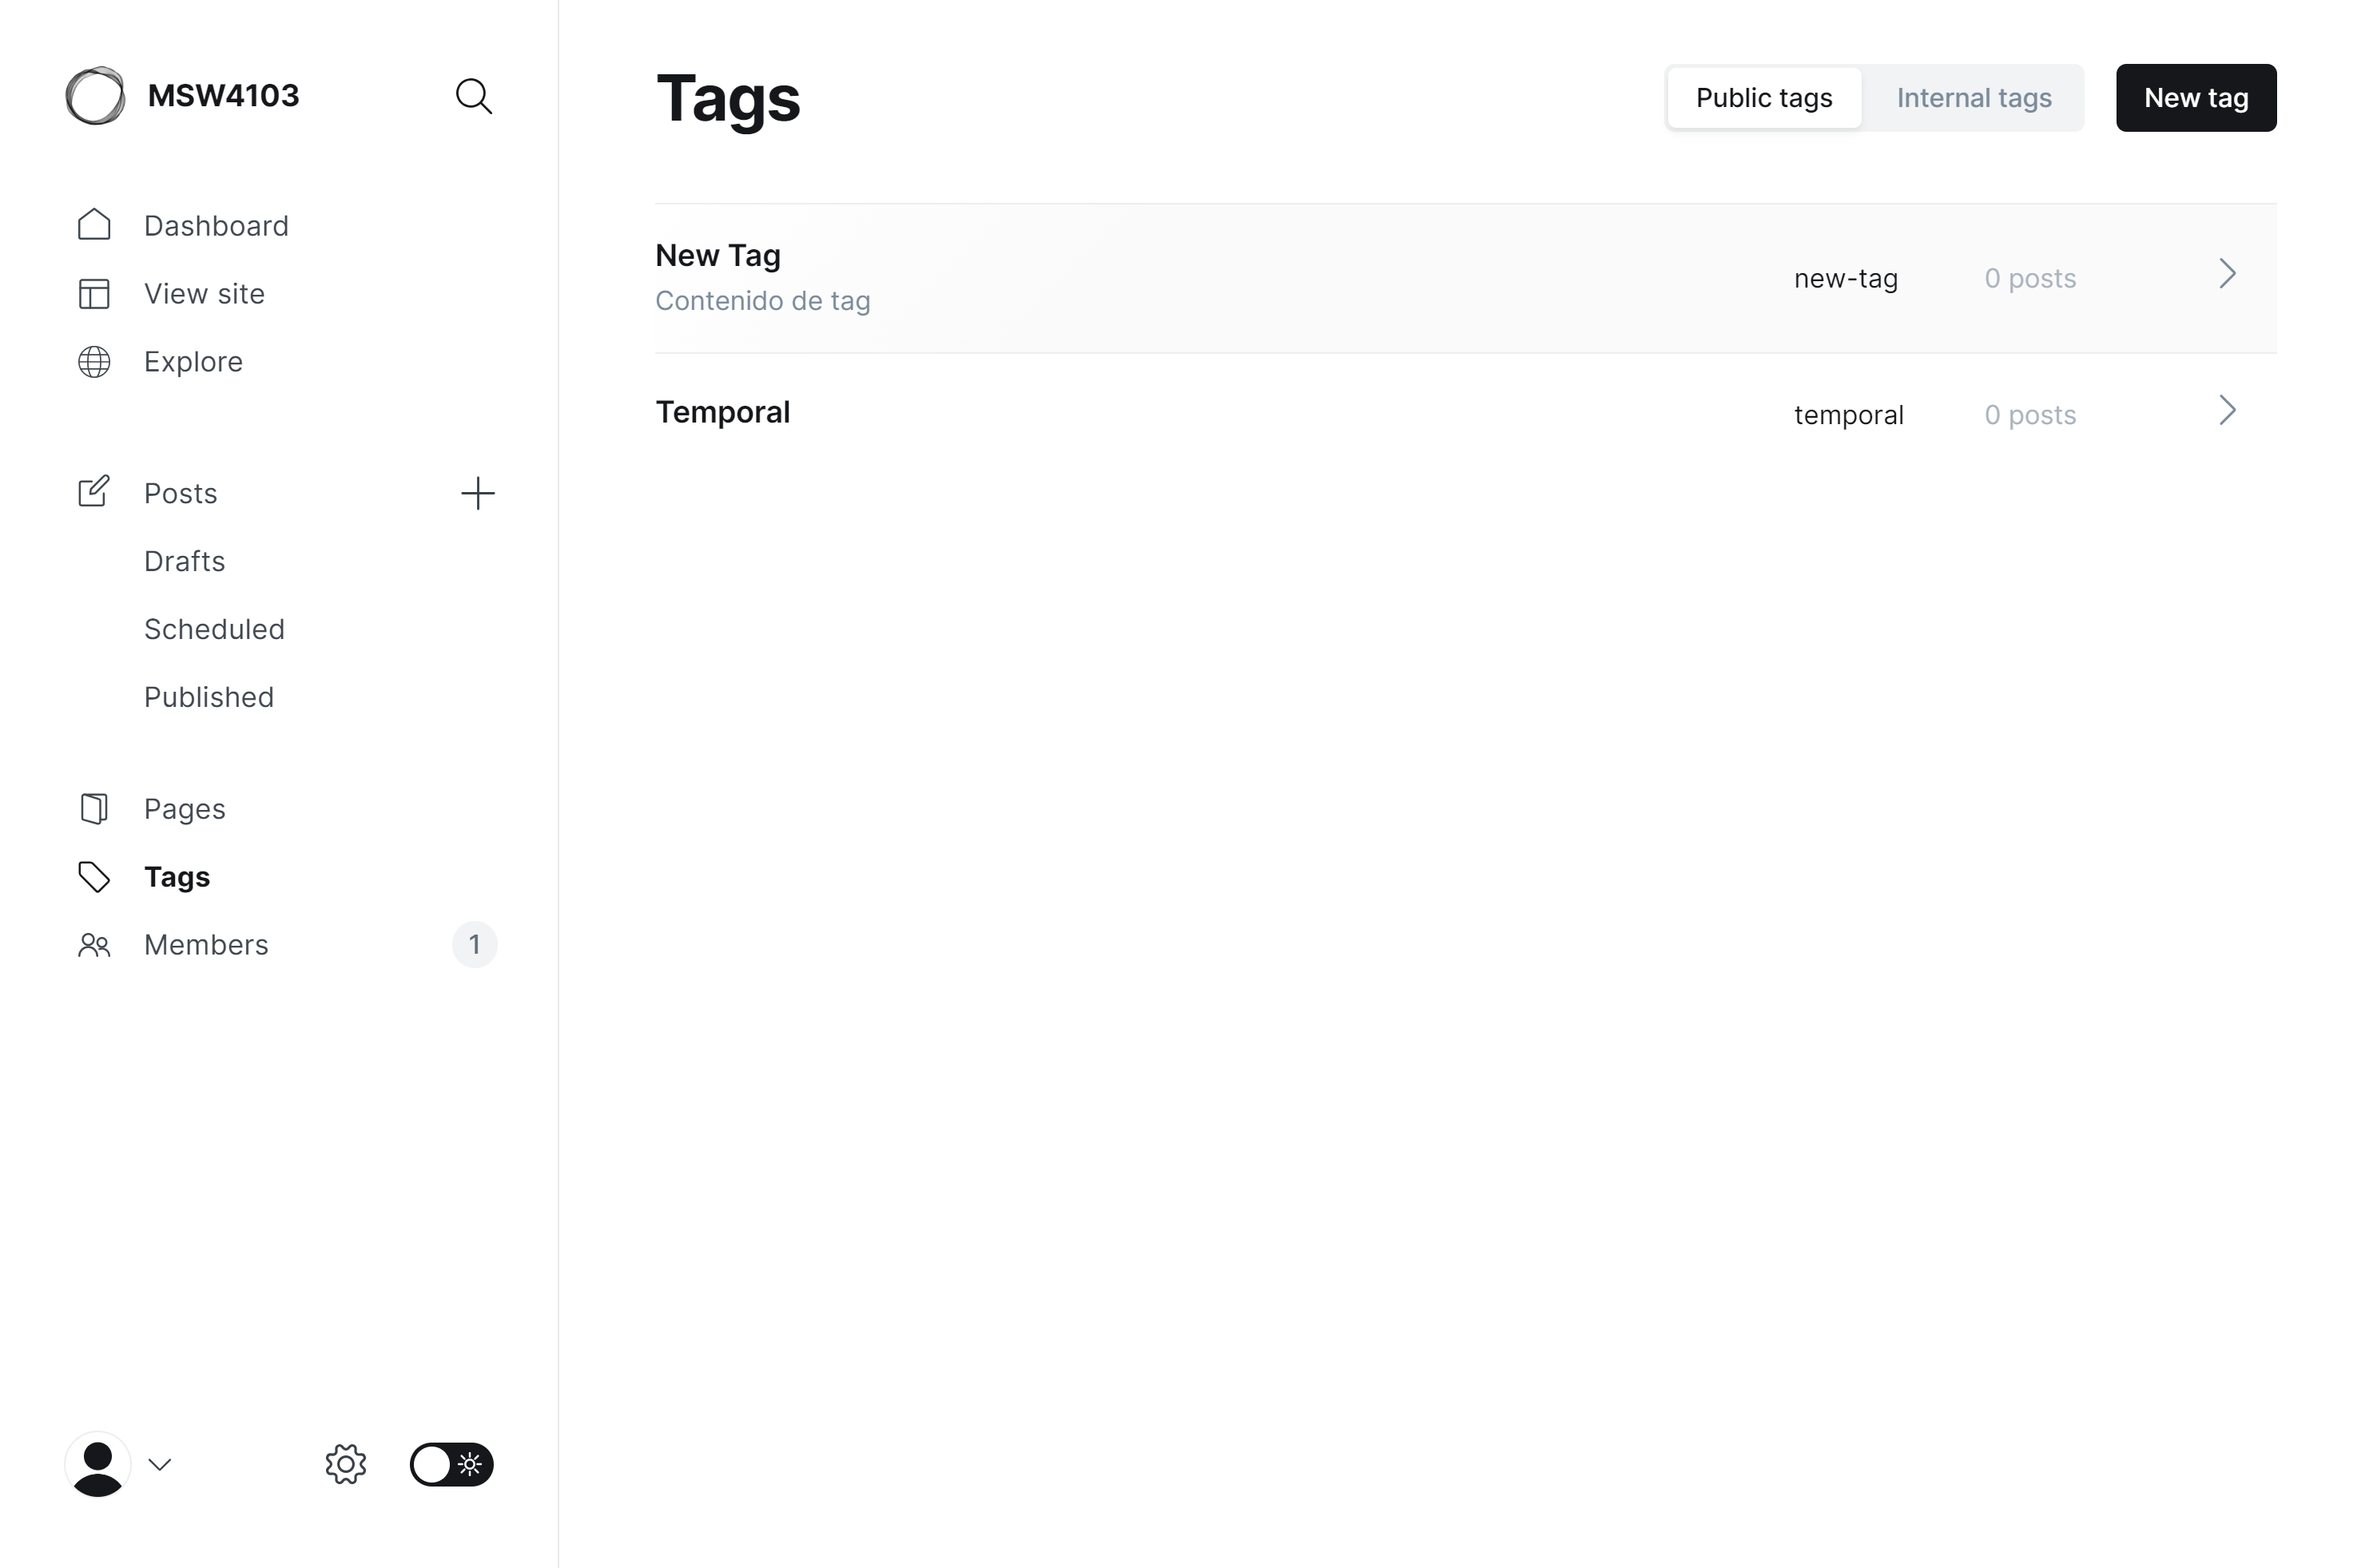 MSW4103
Dashboard
View site
Explore
Posts
Drafts
Scheduled
Published
Pages
Tags
Members 1
Tags
Public tags Internal tags New tag
New Tag
Contenido de tag
new-tag 0 posts
Temporal temporal 0 posts